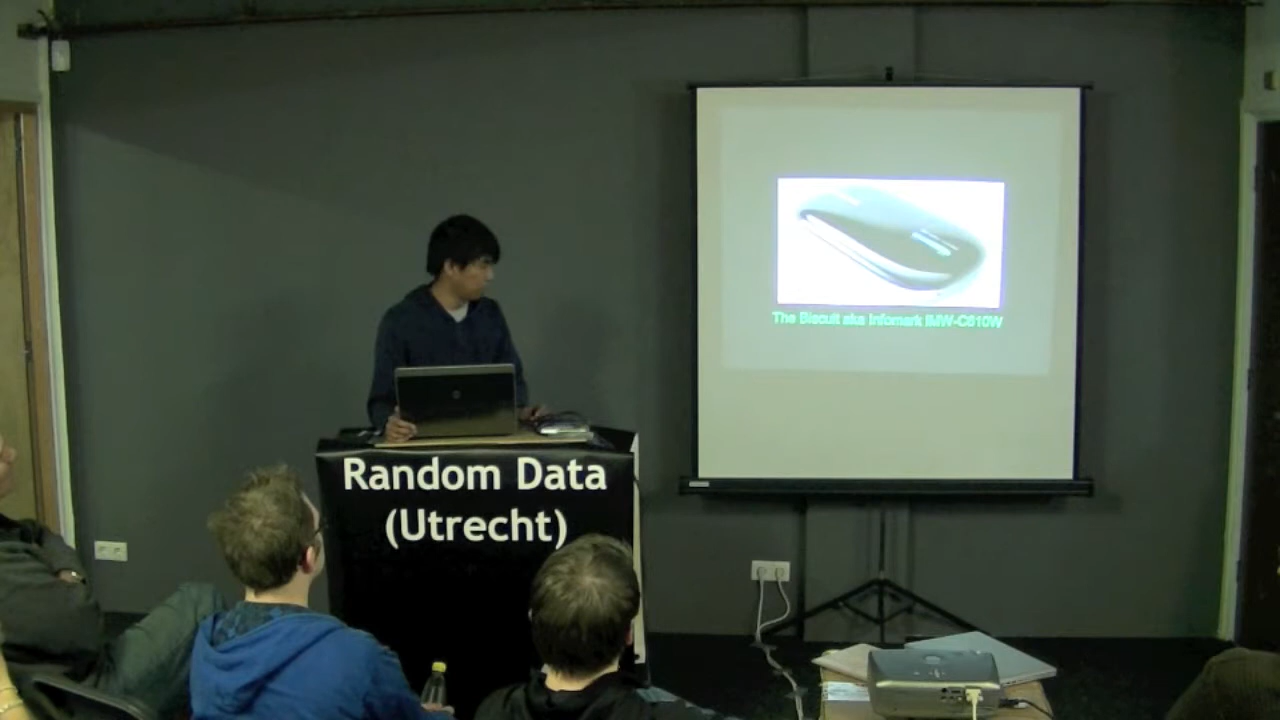 Random Data
(Utrecht)
The Biscuit aka Infomark IMW-C610W